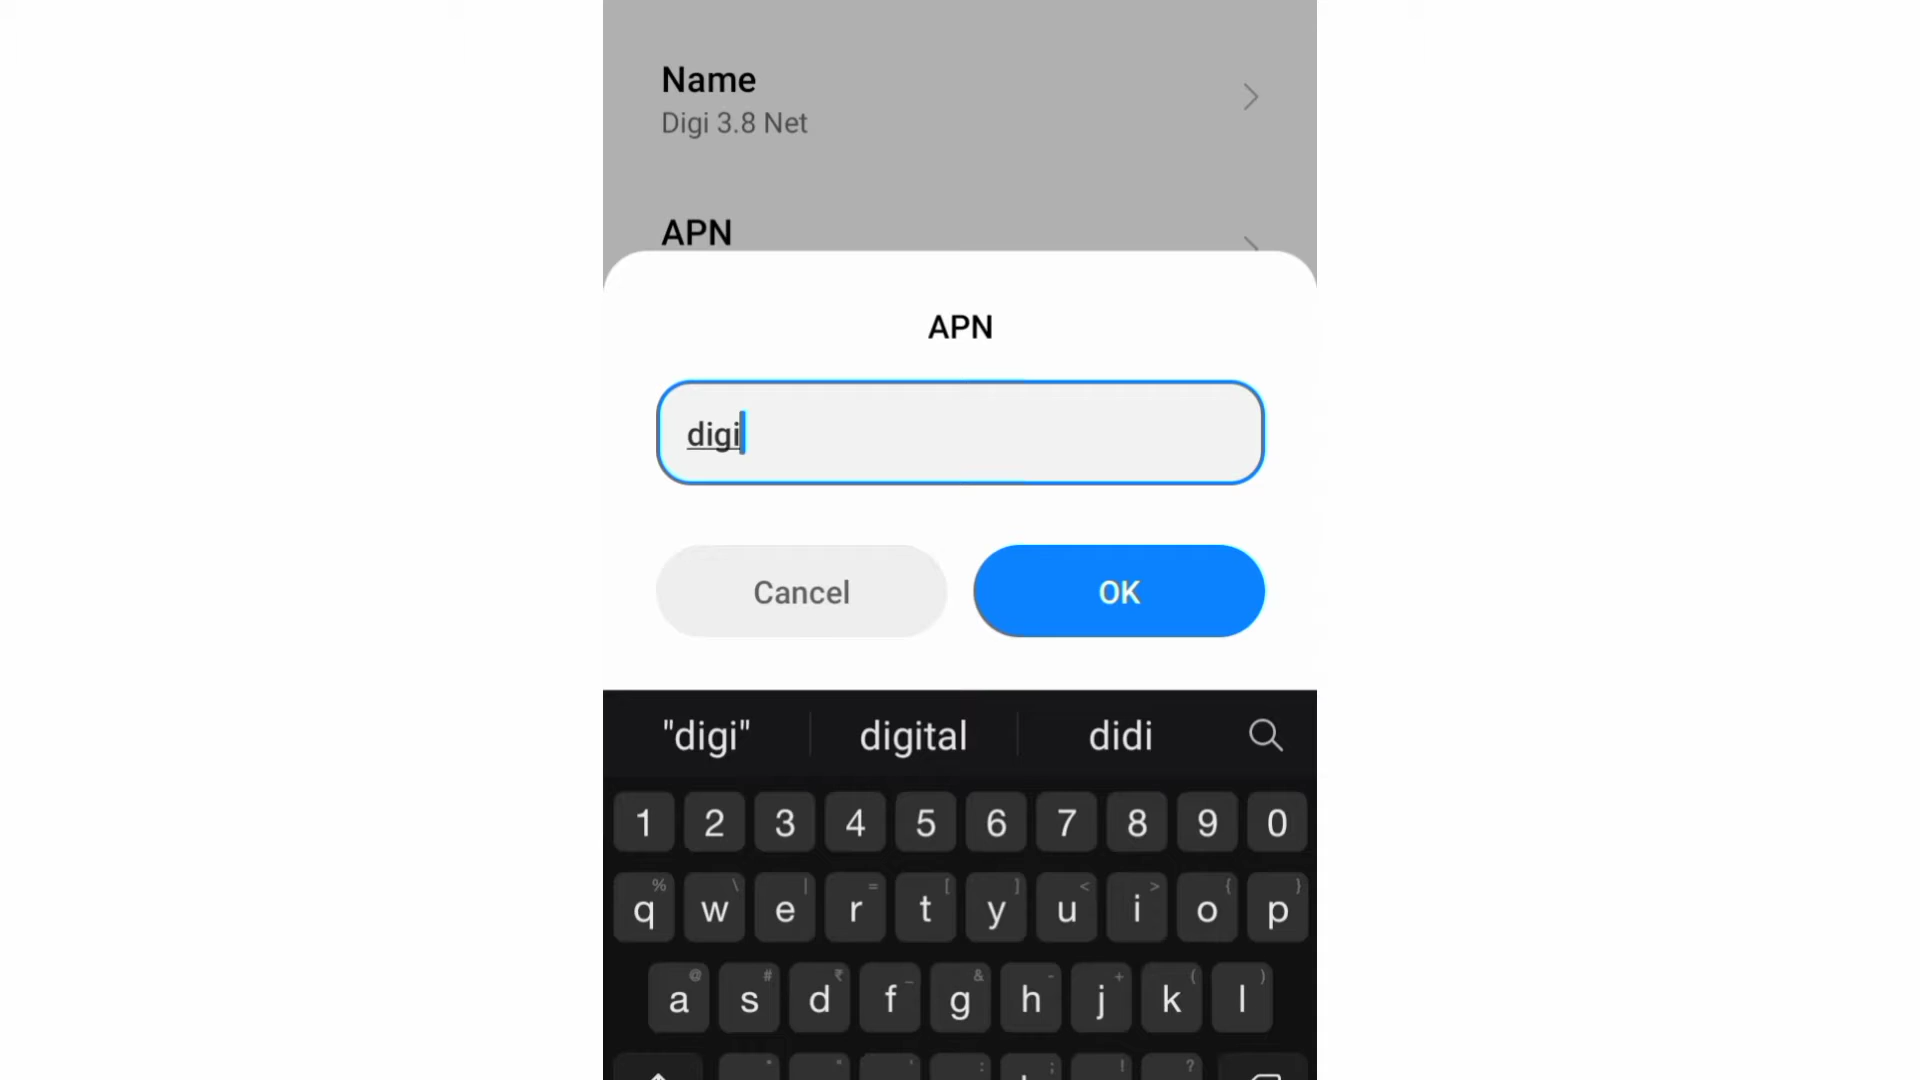 Name
Digi 3.8 Net
APN
APN
digi
Cancel OK
"digi" digital didi
1 2 3 4 5 6 7 8 9 0
% \ | = [ ] < > { }
q w e r t y u i o p
@ # ₹ _ & - + ( )
a s d f g h j k l
: ; ! ?